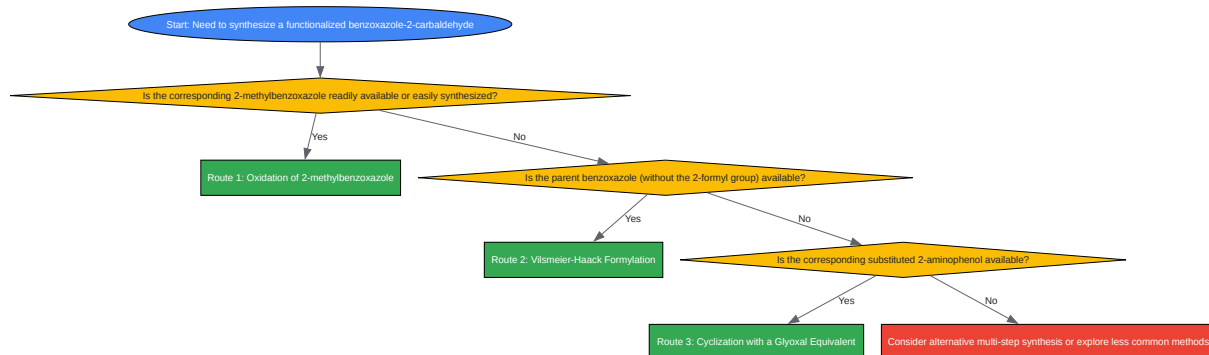 Start: Need to synthesize a functionalized benzoxazole-2-carbaldehyde
Is the corresponding 2-methylbenzoxazole readily available or easily synthesized?
Yes
No
Route 1: Oxidation of 2-methylbenzoxazole
Is the parent benzoxazole (without the 2-formyl group) available?
Yes
No
Route 2: Vilsmeier-Haack Formylation
Is the corresponding substituted 2-aminophenol available?
Yes
No
Route 3: Cyclization with a Glyoxal Equivalent
Consider alternative multi-step synthesis or explore less common methods